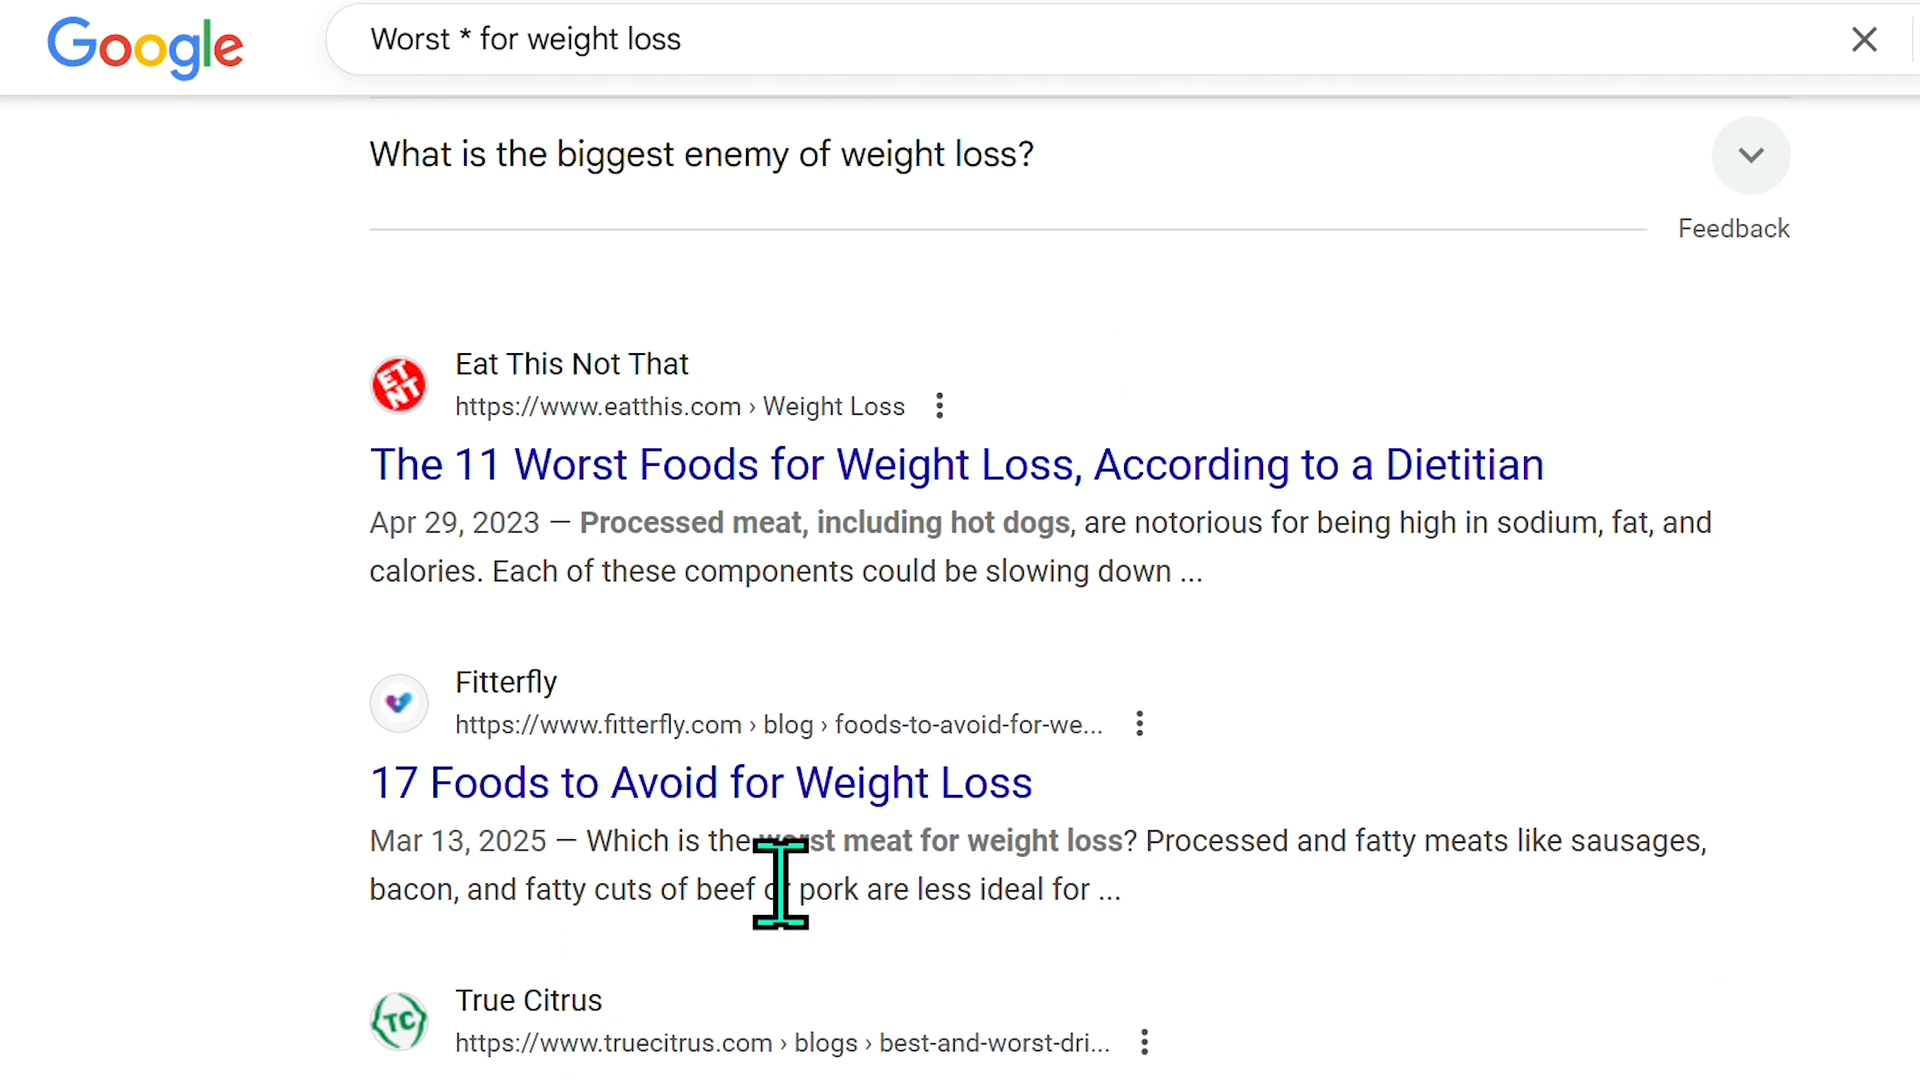 Google
Worst * for weight loss
What is the biggest enemy of weight loss?
Feedback
ET
NT
Eat This Not That
https://www.eatthis.com › Weight Loss
The 11 Worst Foods for Weight Loss, According to a Dietitian
Apr 29, 2023 — Processed meat, including hot dogs, are notorious for being high in sodium, fat, and
calories. Each of these components could be slowing down ...
Fitterfly
https://www.fitterfly.com › blog › foods-to-avoid-for-we...
17 Foods to Avoid for Weight Loss
Mar 13, 2025 — Which is the worst meat for weight loss? Processed and fatty meats like sausages,
bacon, and fatty cuts of beef or pork are less ideal for ...
TC
True Citrus
https://www.truecitrus.com › blogs › best-and-worst-dri...